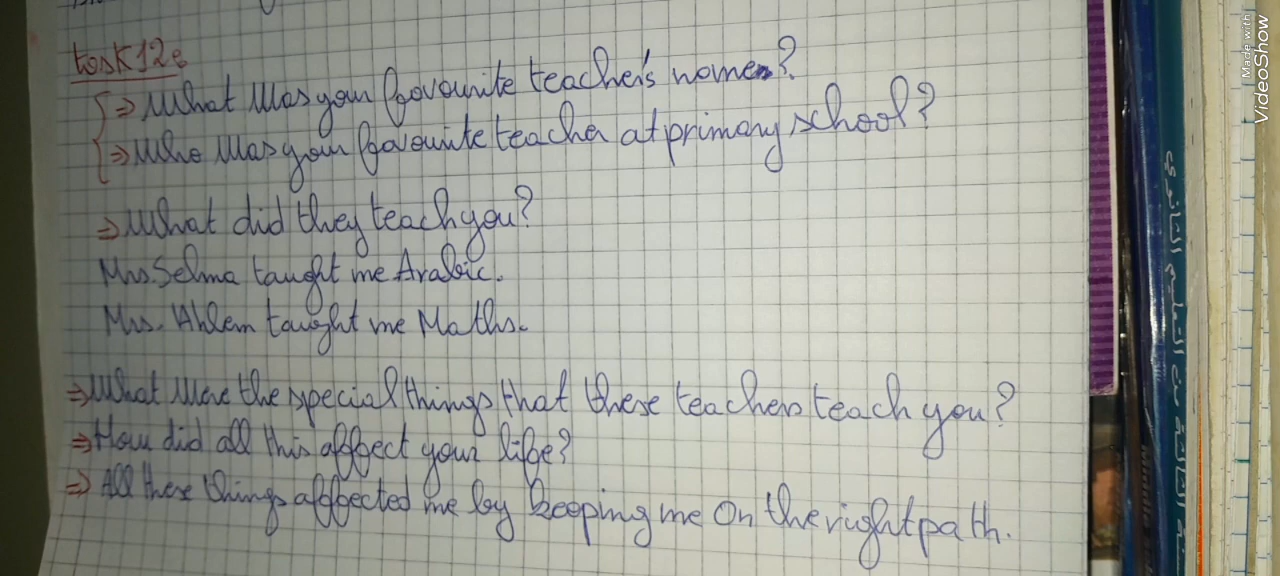 task12:
⇒ What was your favourite teacher's name?
⇒ Who was your favourite teacher at primary school?
⇒ What did they teach you?
Mrs. Selma taught me Arabic.
Mrs. Ahlem taught me Maths.
⇒ What were the special things that these teachers teach you?
⇒ How did all this affect your life?
⇒ All these things affected me by keeping me on the right path.
Made with
VideoShow